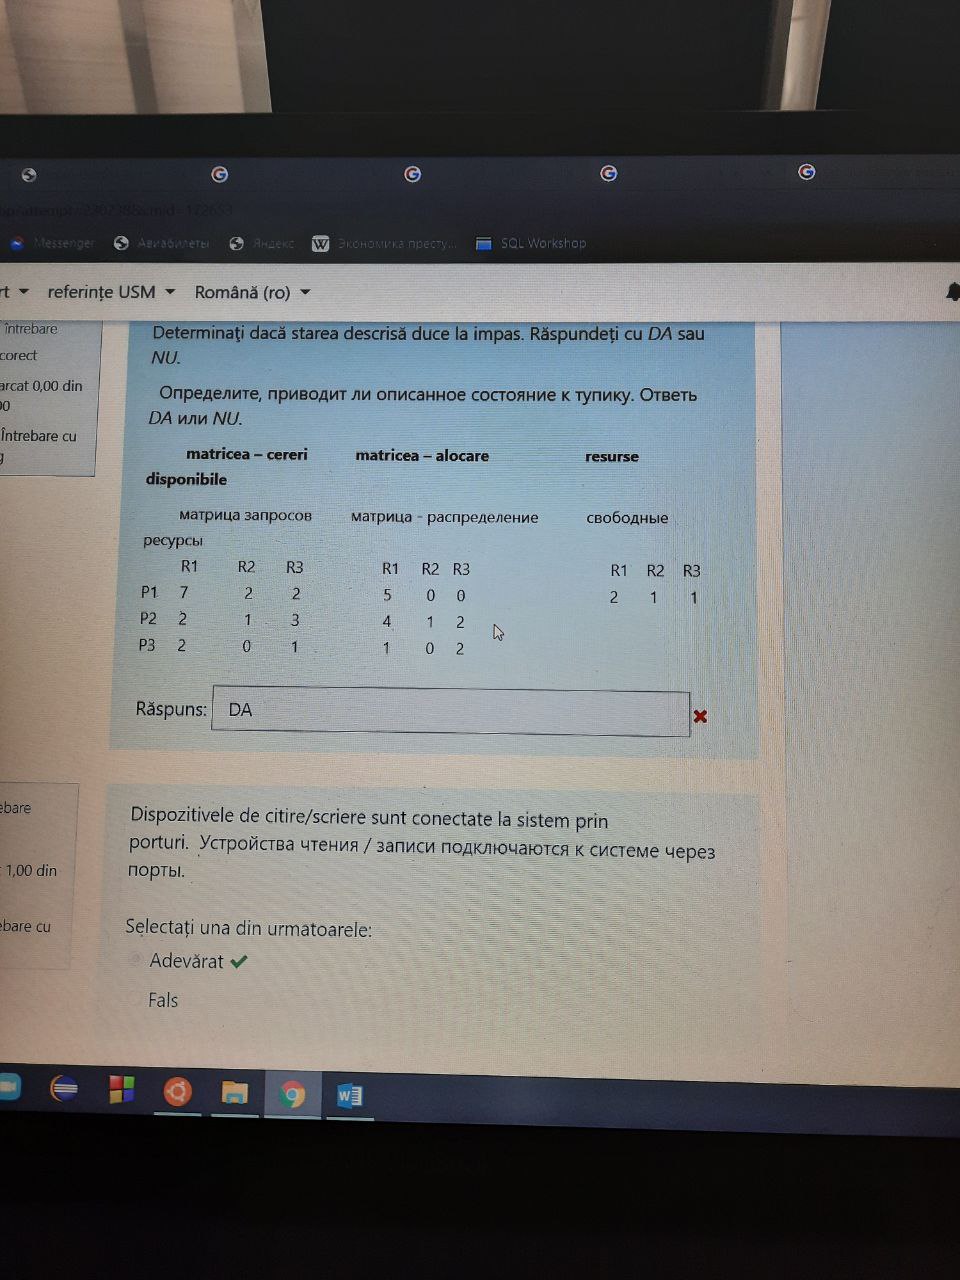 Messenger
Авиабилеты
Яндекс
Экономика престу...
SQL Workshop
rt
referințe USM
Română (ro)
întrebare
corect
arcat 0,00 din
00
Întrebare cu
g
Determinaţi dacă starea descrisă duce la impas. Răspundeți cu DA sau
NU.
Определите, приводит ли описанное состояние к тупику. Ответь
DA или NU.
matricea – cereri matricea – alocare resurse
disponibile
матрица запросов матрица - распределение свободные
ресурсы
R1 R2 R3 R1 R2 R3 R1 R2 R3
P1 7 2 2 5 0 0 2 1 1
P2 2 1 3 4 1 2
P3 2 0 1 1 0 2
Răspuns: DA
ebare
1,00 din
ebare cu
Dispozitivele de citire/scriere sunt conectate la sistem prin
porturi. Устройства чтения / записи подключаются к системе через
порты.
Selectați una din urmatoarele:
Adevărat
Fals